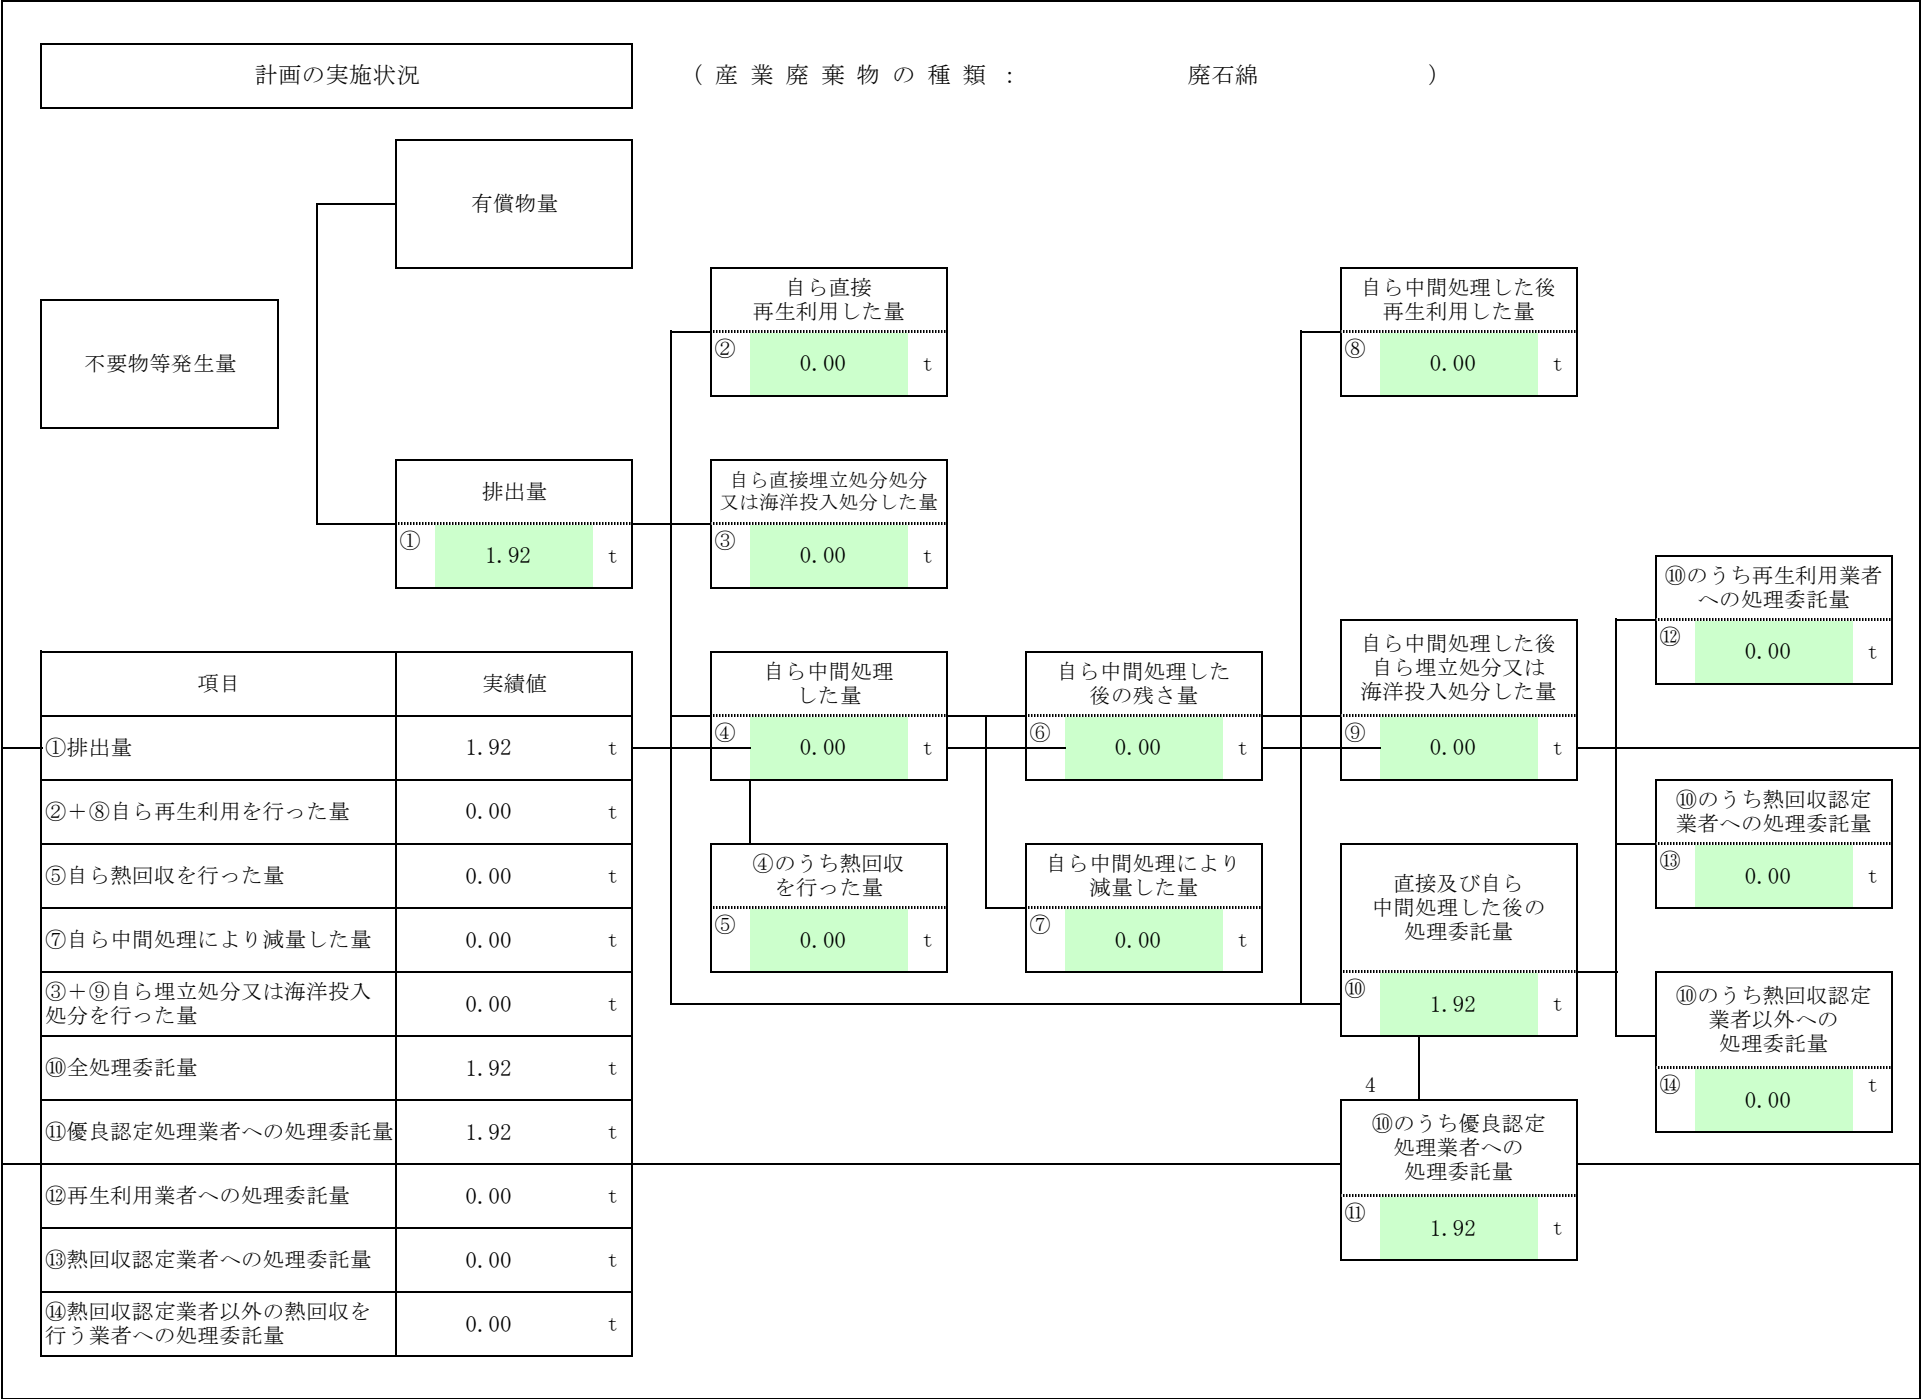 計画の実施状況
（産業廃棄物の種類： 廃石綿 ）
有償物量
不要物等発生量
排出量
① 1.92 t
自ら直接
再生利用した量
② 0.00 t
自ら中間処理した後
再生利用した量
⑧ 0.00 t
自ら直接埋立処分処分
又は海洋投入処分した量
③ 0.00 t
⑩のうち再生利用業者
への処理委託量
⑫ 0.00 t
自ら中間処理
した量
④ 0.00 t
自ら中間処理した
後の残さ量
⑥ 0.00 t
自ら中間処理した後
自ら埋立処分又は
海洋投入処分した量
⑨ 0.00 t
⑩のうち熱回収認定
業者への処理委託量
⑬ 0.00 t
④のうち熱回収
を行った量
⑤ 0.00 t
自ら中間処理により
減量した量
⑦ 0.00 t
直接及び自ら
中間処理した後の
処理委託量
⑩ 1.92 t
⑩のうち熱回収認定
業者以外への
処理委託量
⑭ 0.00 t
4
⑩のうち優良認定
処理業者への
処理委託量
⑪ 1.92 t
項目 実績値
①排出量 1.92 t
②＋⑧自ら再生利用を行った量 0.00 t
⑤自ら熱回収を行った量 0.00 t
⑦自ら中間処理により減量した量 0.00 t
③＋⑨自ら埋立処分又は海洋投入
処分を行った量 0.00 t
⑩全処理委託量 1.92 t
⑪優良認定処理業者への処理委託量 1.92 t
⑫再生利用業者への処理委託量 0.00 t
⑬熱回収認定業者への処理委託量 0.00 t
⑭熱回収認定業者以外の熱回収を
行う業者への処理委託量 0.00 t